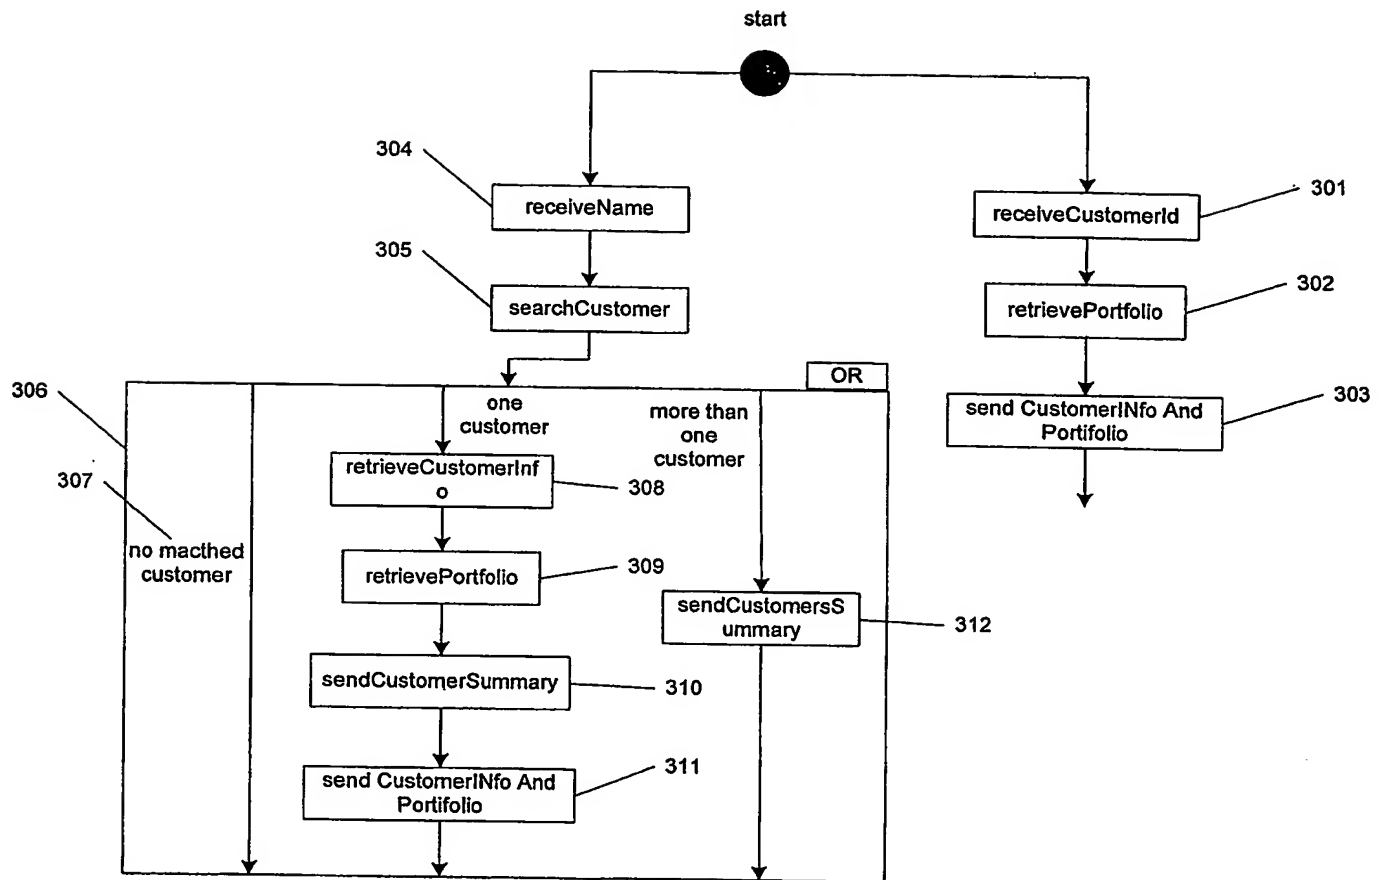 start
304
receiveName
301
receiveCustomerId
305
searchCustomer
302
retrievePortfolio
306
OR
303
send CustomerINfo And
Portifolio
307
no macthed
customer
one
customer
retrieveCustomerInf
o
308
retrievePortfolio
309
sendCustomerSummary
310
send CustomerINfo And
Portifolio
311
more than
one
customer
sendCustomersS
ummary
312